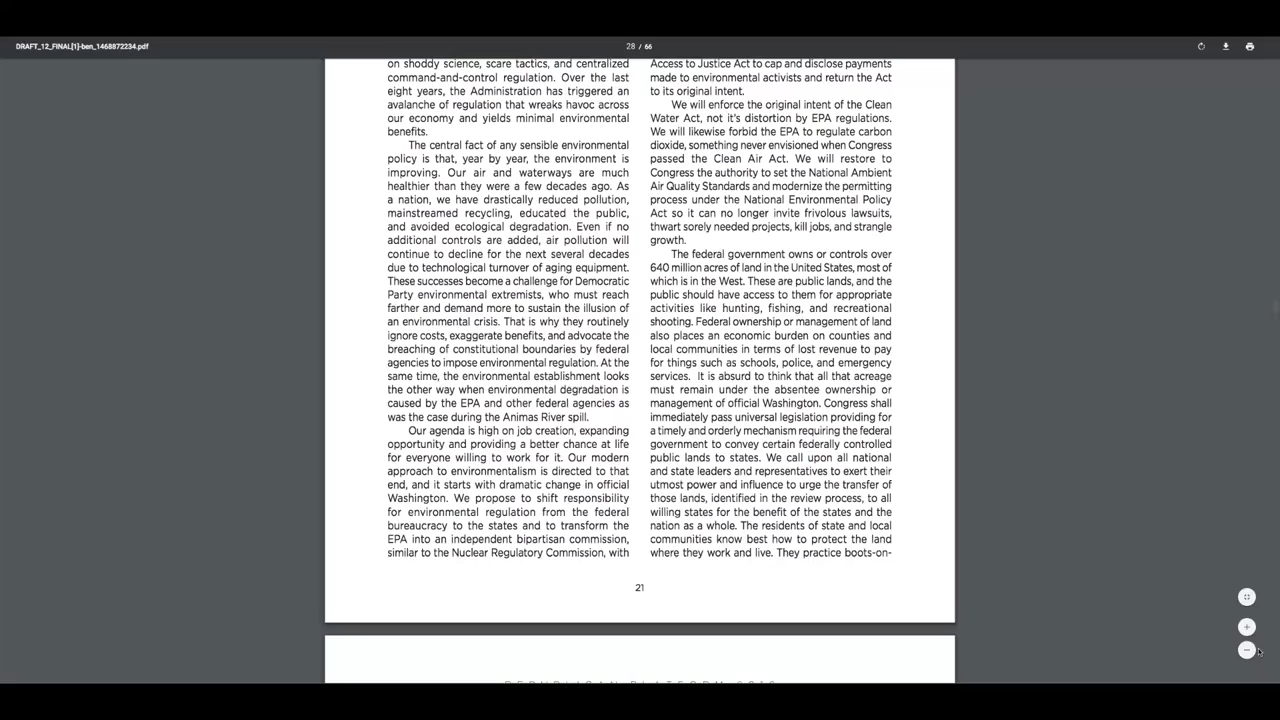 DRAFT_12_FINAL[1]-ben_1468872234.pdf
28 / 66
on shoddy science, scare tactics, and centralized
command-and-control regulation. Over the last
eight years, the Administration has triggered an
avalanche of regulation that wreaks havoc across
our economy and yields minimal environmental
benefits.
The central fact of any sensible environmental
policy is that, year by year, the environment is
improving. Our air and waterways are much
healthier than they were a few decades ago. As
a nation, we have drastically reduced pollution,
mainstreamed recycling, educated the public,
and avoided ecological degradation. Even if no
additional controls are added, air pollution will
continue to decline for the next several decades
due to technological turnover of aging equipment.
These successes become a challenge for Democratic
Party environmental extremists, who must reach
farther and demand more to sustain the illusion of
an environmental crisis. That is why they routinely
ignore costs, exaggerate benefits, and advocate the
breaching of constitutional boundaries by federal
agencies to impose environmental regulation. At the
same time, the environmental establishment looks
the other way when environmental degradation is
caused by the EPA and other federal agencies as
was the case during the Animas River spill.
Our agenda is high on job creation, expanding
opportunity and providing a better chance at life
for everyone willing to work for it. Our modern
approach to environmentalism is directed to that
end, and it starts with dramatic change in official
Washington. We propose to shift responsibility
for environmental regulation from the federal
bureaucracy to the states and to transform the
EPA into an independent bipartisan commission,
similar to the Nuclear Regulatory Commission, with
Access to Justice Act to cap and disclose payments
made to environmental activists and return the Act
to its original intent.
We will enforce the original intent of the Clean
Water Act, not it's distortion by EPA regulations.
We will likewise forbid the EPA to regulate carbon
dioxide, something never envisioned when Congress
passed the Clean Air Act. We will restore to
Congress the authority to set the National Ambient
Air Quality Standards and modernize the permitting
process under the National Environmental Policy
Act so it can no longer invite frivolous lawsuits,
thwart sorely needed projects, kill jobs, and strangle
growth.
The federal government owns or controls over
640 million acres of land in the United States, most of
which is in the West. These are public lands, and the
public should have access to them for appropriate
activities like hunting, fishing, and recreational
shooting. Federal ownership or management of land
also places an economic burden on counties and
local communities in terms of lost revenue to pay
for things such as schools, police, and emergency
services. It is absurd to think that all that acreage
must remain under the absentee ownership or
management of official Washington. Congress shall
immediately pass universal legislation providing for
a timely and orderly mechanism requiring the federal
government to convey certain federally controlled
public lands to states. We call upon all national
and state leaders and representatives to exert their
utmost power and influence to urge the transfer of
those lands, identified in the review process, to all
willing states for the benefit of the states and the
nation as a whole. The residents of state and local
communities know best how to protect the land
where they work and live. They practice boots-on-
21